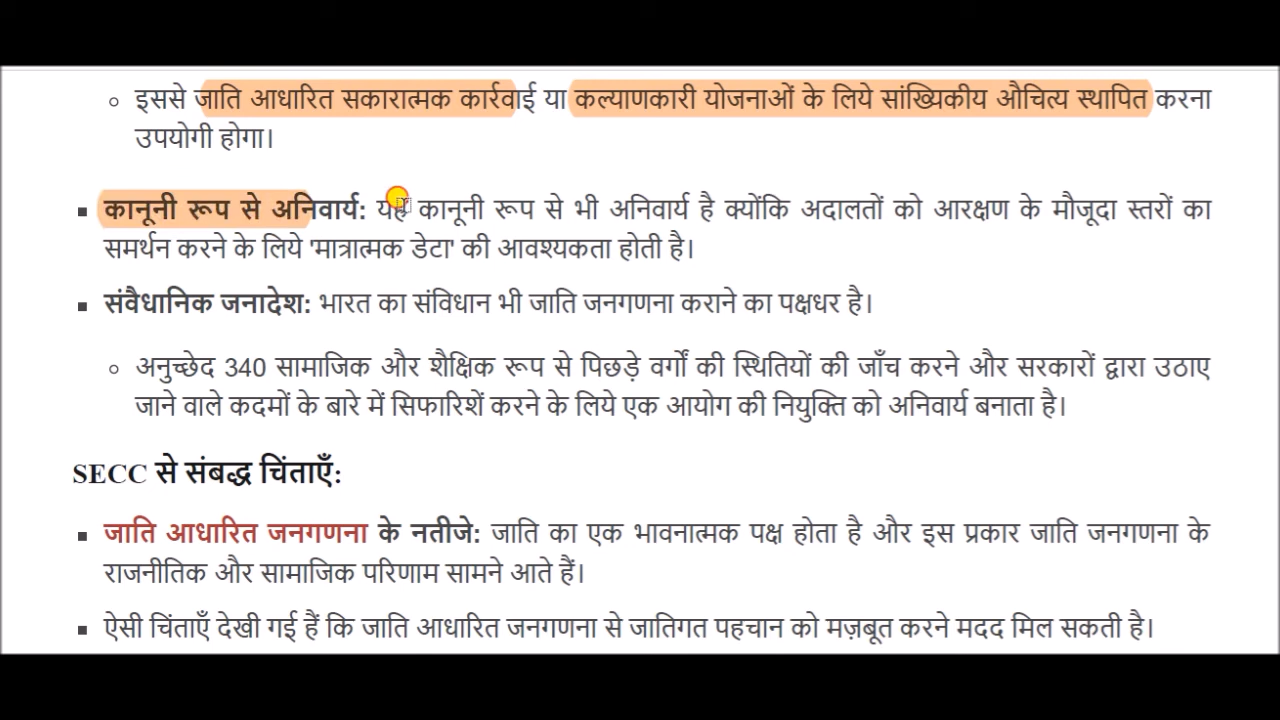 इससे जाति आधारित सकारात्मक कार्रवाई या कल्याणकारी योजनाओं के लिये सांख्यिकीय औचित्य स्थापित करना
उपयोगी होगा।
कानूनी रूप से अनिवार्य: यह कानूनी रूप से भी अनिवार्य है क्योंकि अदालतों को आरक्षण के मौजूदा स्तरों का
समर्थन करने के लिये 'मात्रात्मक डेटा' की आवश्यकता होती है।
संवैधानिक जनादेश: भारत का संविधान भी जाति जनगणना कराने का पक्षधर है।
अनुच्छेद 340 सामाजिक और शैक्षिक रूप से पिछड़े वर्गों की स्थितियों की जाँच करने और सरकारों द्वारा उठाए
जाने वाले कदमों के बारे में सिफारिशें करने के लिये एक आयोग की नियुक्ति को अनिवार्य बनाता है।
SECC से संबद्ध चिंताएँ:
जाति आधारित जनगणना के नतीजे: जाति का एक भावनात्मक पक्ष होता है और इस प्रकार जाति जनगणना के
राजनीतिक और सामाजिक परिणाम सामने आते हैं।
ऐसी चिंताएँ देखी गई हैं कि जाति आधारित जनगणना से जातिगत पहचान को मज़बूत करने मदद मिल सकती है।